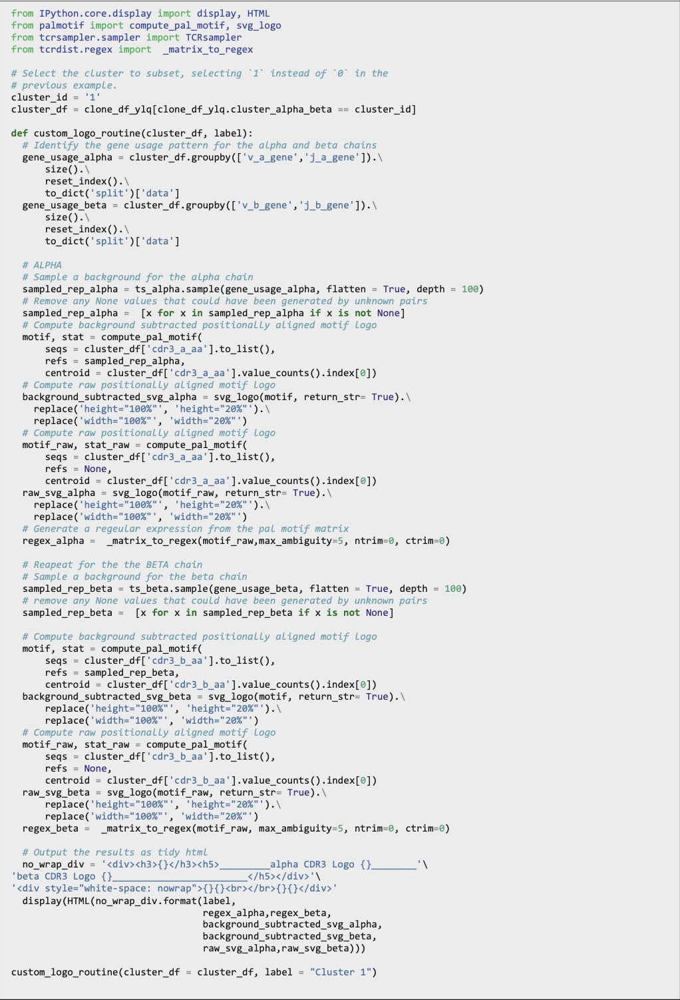 from IPython.core.display import display, HTML
from palmotif import compute_pal_motif, svg_logo
from tcrsampler.sampler import TCRsampler
from tcrdist.regex import  _matrix_to_regex

# Select the cluster to subset, selecting `1` instead of `0` in the
# previous example.
cluster_id = '1'
cluster_df = clone_df_ylq[clone_df_ylq.cluster_alpha_beta == cluster_id]

def custom_logo_routine(cluster_df, label):
  # Identify the gene usage pattern for the alpha and beta chains
  gene_usage_alpha = cluster_df.groupby(['v_a_gene','j_a_gene']).\
      size().\
      reset_index().\
      to_dict('split')['data']
  gene_usage_beta = cluster_df.groupby(['v_b_gene','j_b_gene']).\
      size().\
      reset_index().\
      to_dict('split')['data']

  # ALPHA
  # Sample a background for the alpha chain
  sampled_rep_alpha = ts_alpha.sample(gene_usage_alpha, flatten = True, depth = 100)
  # Remove any None values that could have been generated by unknown pairs
  sampled_rep_alpha =  [x for x in sampled_rep_alpha if x is not None]
  # Compute background subtracted positionally aligned motif logo
  motif, stat = compute_pal_motif(
      seqs = cluster_df['cdr3_a_aa'].to_list(),
      refs = sampled_rep_alpha,
      centroid = cluster_df['cdr3_a_aa'].value_counts().index[0])
  # Compute raw positionally aligned motif logo
  background_subtracted_svg_alpha = svg_logo(motif, return_str= True).\
    replace('height="100%"', 'height="20%"').\
    replace('width="100%"', 'width="20%"')
  # Compute raw positionally aligned motif logo
  motif_raw, stat_raw = compute_pal_motif(
      seqs = cluster_df['cdr3_a_aa'].to_list(),
      refs = None,
      centroid = cluster_df['cdr3_a_aa'].value_counts().index[0])
  raw_svg_alpha = svg_logo(motif_raw, return_str= True).\
    replace('height="100%"', 'height="20%"').\
    replace('width="100%"', 'width="20%"')
  # Generate a regeular expression from the pal motif matrix
  regex_alpha =  _matrix_to_regex(motif_raw,max_ambiguity=5, ntrim=0, ctrim=0)

  # Reapeat for the the BETA chain
  # Sample a background for the beta chain
  sampled_rep_beta = ts_beta.sample(gene_usage_beta, flatten = True, depth = 100)
  # remove any None values that could have been generated by unknown pairs
  sampled_rep_beta =  [x for x in sampled_rep_beta if x is not None]

  # Compute background subtracted positionally aligned motif logo
  motif, stat = compute_pal_motif(
      seqs = cluster_df['cdr3_b_aa'].to_list(),
      refs = sampled_rep_beta,
      centroid = cluster_df['cdr3_b_aa'].value_counts().index[0])
  background_subtracted_svg_beta = svg_logo(motif, return_str= True).\
      replace('height="100%"', 'height="20%"').\
      replace('width="100%"', 'width="20%"')
  # Compute raw positionally aligned motif logo
  motif_raw, stat_raw = compute_pal_motif(
      seqs = cluster_df['cdr3_b_aa'].to_list(),
      refs = None,
      centroid = cluster_df['cdr3_b_aa'].value_counts().index[0])
  raw_svg_beta = svg_logo(motif_raw, return_str= True).\
      replace('height="100%"', 'height="20%"').\
      replace('width="100%"', 'width="20%"')
  regex_beta =  _matrix_to_regex(motif_raw, max_ambiguity=5, ntrim=0, ctrim=0)

  # Output the results as tidy html
  no_wrap_div = '<div><h3>{}</h3><h5>_________alpha CDR3 Logo {}________'\
'beta CDR3 Logo {}________________________</h5></div>'\
'<div style="white-space: nowrap">{}{}<br></br>{}{}</div>'
  display(HTML(no_wrap_div.format(label,
                                  regex_alpha,regex_beta,
                                  background_subtracted_svg_alpha,
                                  background_subtracted_svg_beta,
                                  raw_svg_alpha,raw_svg_beta)))

custom_logo_routine(cluster_df = cluster_df, label = "Cluster 1")